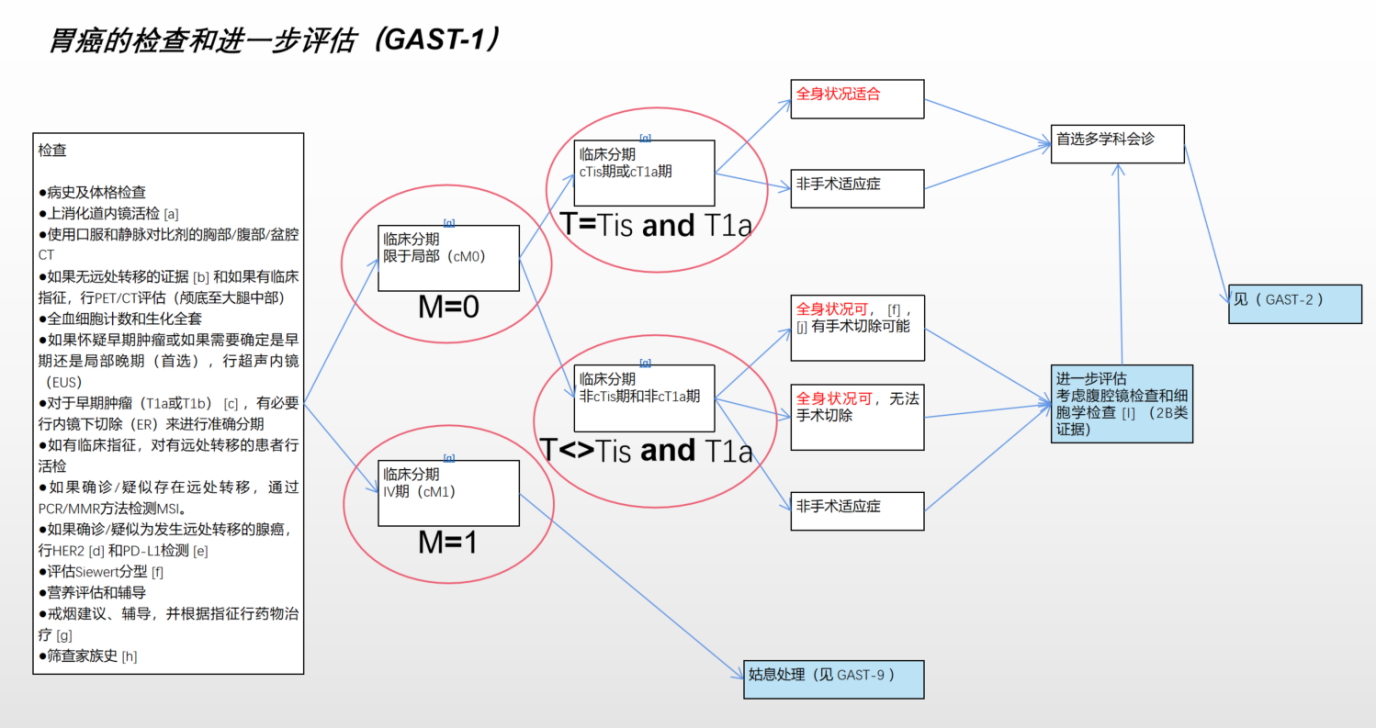 胃癌的检查和进一步评估（GAST-1）
检查
●病史及体格检查
●上消化道内镜活检 [a]
●使用口服和静脉对比剂的胸部/腹部/盆腔
CT
●如果无远处转移的证据 [b] 和如果有临床
指征，行PET/CT评估（颅底至大腿中部）
●全血细胞计数和生化全套
●如果怀疑早期肿瘤或如果需要确定是早
期还是局部晚期（首选），行超声内镜
（EUS）
●对于早期肿瘤（T1a或T1b） [c] ，有必要
行内镜下切除（ER）来进行准确分期
●如有临床指征，对有远处转移的患者行
活检
●如果确诊/疑似存在远处转移，通过
PCR/MMR方法检测MSI。
●如果确诊/疑似为发生远处转移的腺癌，
行HER2 [d] 和PD-L1检测 [e]
●评估Siewert分型 [f]
●营养评估和辅导
●戒烟建议、辅导，并根据指征行药物治
疗 [g]
●筛查家族史 [h]
[g]
临床分期
限于局部（cM0）
M=0
[g]
临床分期
IV期（cM1）
M=1
[g]
临床分期
cTis期或cT1a期
T=Tis and T1a
[g]
临床分期
非cTis期和非cT1a期
T<>Tis and T1a
全身状况适合
非手术适应症
全身状况可， [f] ，
[j] 有手术切除可能
全身状况可，无法
手术切除
非手术适应症
首选多学科会诊
进一步评估
考虑腹腔镜检查和细
胞学检查 [I] （2B类
证据）
见（ GAST-2 ）
姑息处理（见 GAST-9 ）